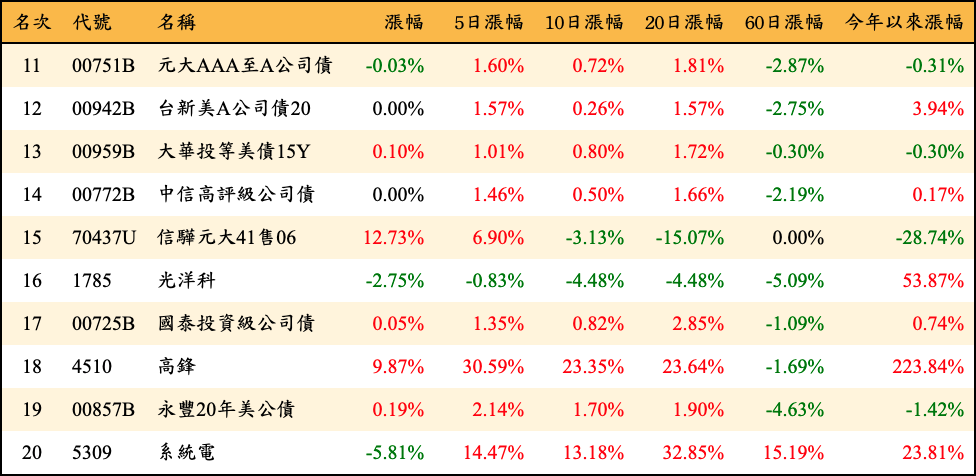 名次 代號 名稱 漲幅 5日漲幅 10日漲幅 20日漲幅 60日漲幅 今年以來漲幅
11 00751B 元大AAA至A公司債 -0.03% 1.60% 0.72% 1.81% -2.87% -0.31%
12 00942B 台新美A公司債20 0.00% 1.57% 0.26% 1.57% -2.75% 3.94%
13 00959B 大華投等美債15Y 0.10% 1.01% 0.80% 1.72% -0.30% -0.30%
14 00772B 中信高評級公司債 0.00% 1.46% 0.50% 1.66% -2.19% 0.17%
15 70437U 信驊元大41售06 12.73% 6.90% -3.13% -15.07% 0.00% -28.74%
16 1785 光洋科 -2.75% -0.83% -4.48% -4.48% -5.09% 53.87%
17 00725B 國泰投資級公司債 0.05% 1.35% 0.82% 2.85% -1.09% 0.74%
18 4510 高鋒 9.87% 30.59% 23.35% 23.64% -1.69% 223.84%
19 00857B 永豐20年美公債 0.19% 2.14% 1.70% 1.90% -4.63% -1.42%
20 5309 系統電 -5.81% 14.47% 13.18% 32.85% 15.19% 23.81%